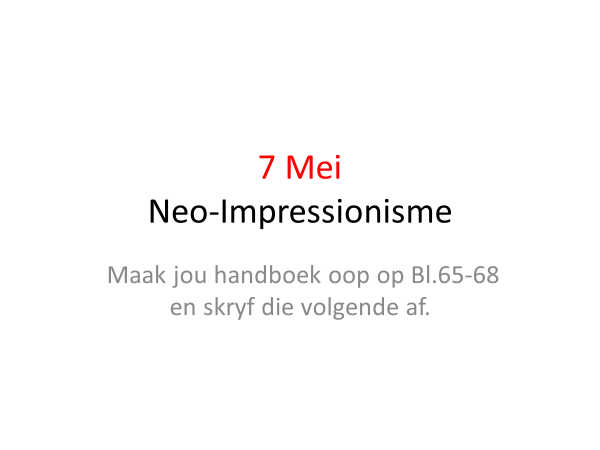 7 Mei
Neo-Impressionisme
Maak jou handboek oop op Bl.65-68
en skryf die volgende af.